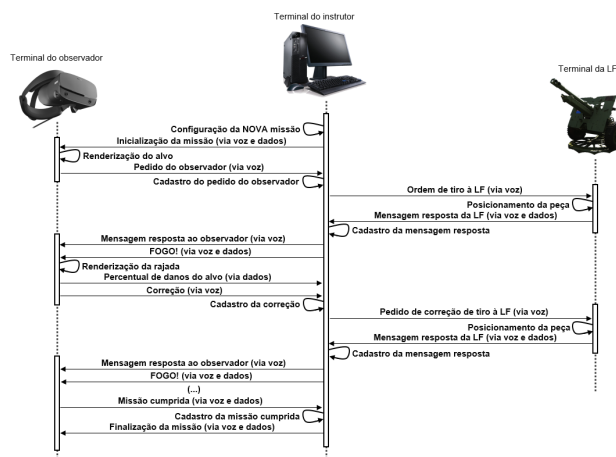 Terminal do instrutor
Terminal do observador
Terminal da LF
Configuração da NOVA missão
Inicialização da missão (via voz e dados)
Renderização do alvo
Pedido do observador (via voz)
Cadastro do pedido do observador
Ordem de tiro à LF (via voz)
Posicionamento da peça
Mensagem resposta da LF (via voz e dados)
Cadastro da mensagem resposta
Mensagem resposta ao observador (via voz)
FOGO! (via voz e dados)
Renderização da rajada
Percentual de danos do alvo (via dados)
Correção (via voz)
Cadastro da correção
Pedido de correção de tiro à LF (via voz)
Posicionamento da peça
Mensagem resposta da LF (via voz e dados)
Cadastro da mensagem resposta
Mensagem resposta ao observador (via voz)
FOGO! (via voz e dados)
(...)
Missão cumprida (via voz e dados)
Cadastro da missão cumprida
Finalização da missão (via voz e dados)